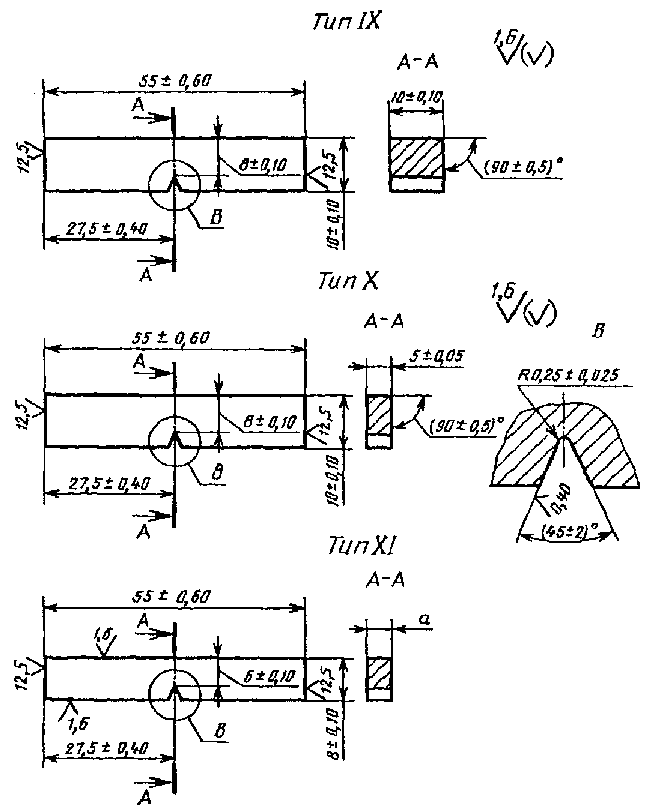 Тип IX
1,6 (√)
55 ± 0,60
А
А-А
10±0,10
12,5
8±0,10
12,5
(90±0,5)°
27,5 ± 0,40
В
10±0,10
А
Тип X
1,6 (√)
А-А
В
55 ± 0,60
А
5±0,05
R0,25±0,025
12,5
8±0,10
12,5
(90±0,5)°
27,5±0,40
В
10±0,10
0,40
А
(45±2)°
Тип XI
А-А
55 ± 0,60
А
а
1,6
12,5
6±0,10
12,5
1,6
В
27,5 ± 0,40
8±0,10
А